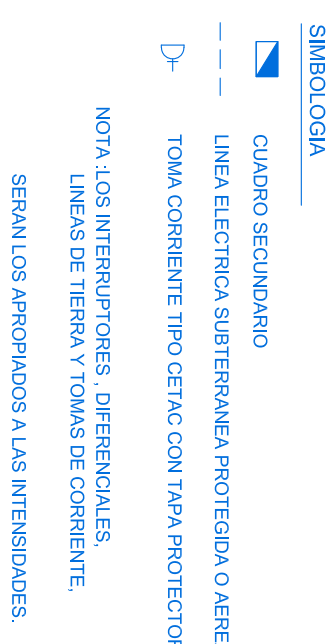 SIMBOLOGIA
CUADRO SECUNDARIO
LINEA ELECTRICA SUBTERRANEA PROTEGIDA O AERE
TOMA CORRIENTE TIPO CETAC CON TAPA PROTECTOR
NOTA :LOS INTERRUPTORES , DIFERENCIALES,
LINEAS DE TIERRA Y TOMAS DE CORRIENTE,
SERAN LOS APROPIADOS A LAS INTENSIDADES.